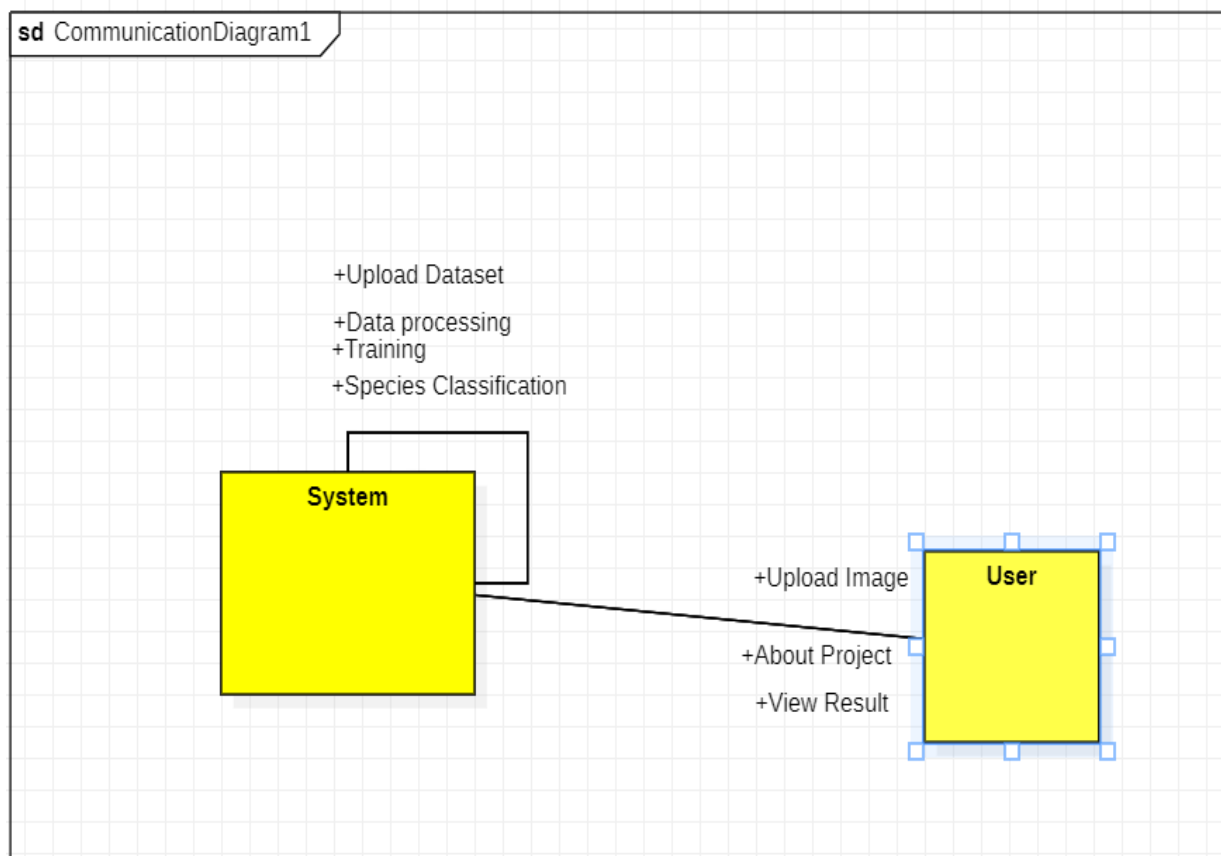 sd CommunicationDiagram1
+Upload Dataset
+Data processing
+Training
+Species Classification
System
+Upload Image
User
+About Project
+View Result